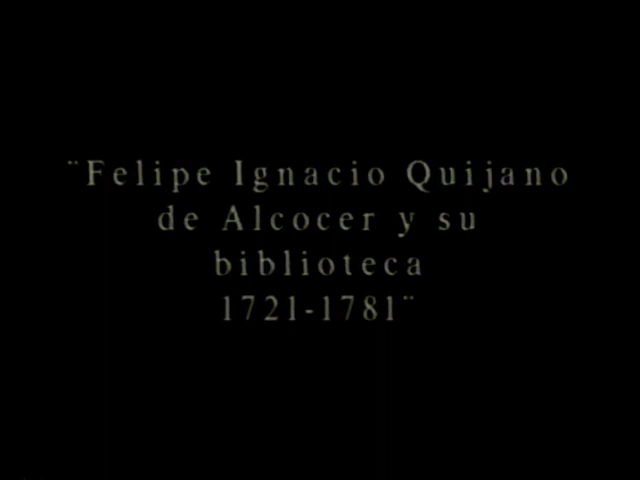 ¨Felipe Ignacio Quijano
de Alcocer y su
biblioteca
1721-1781¨